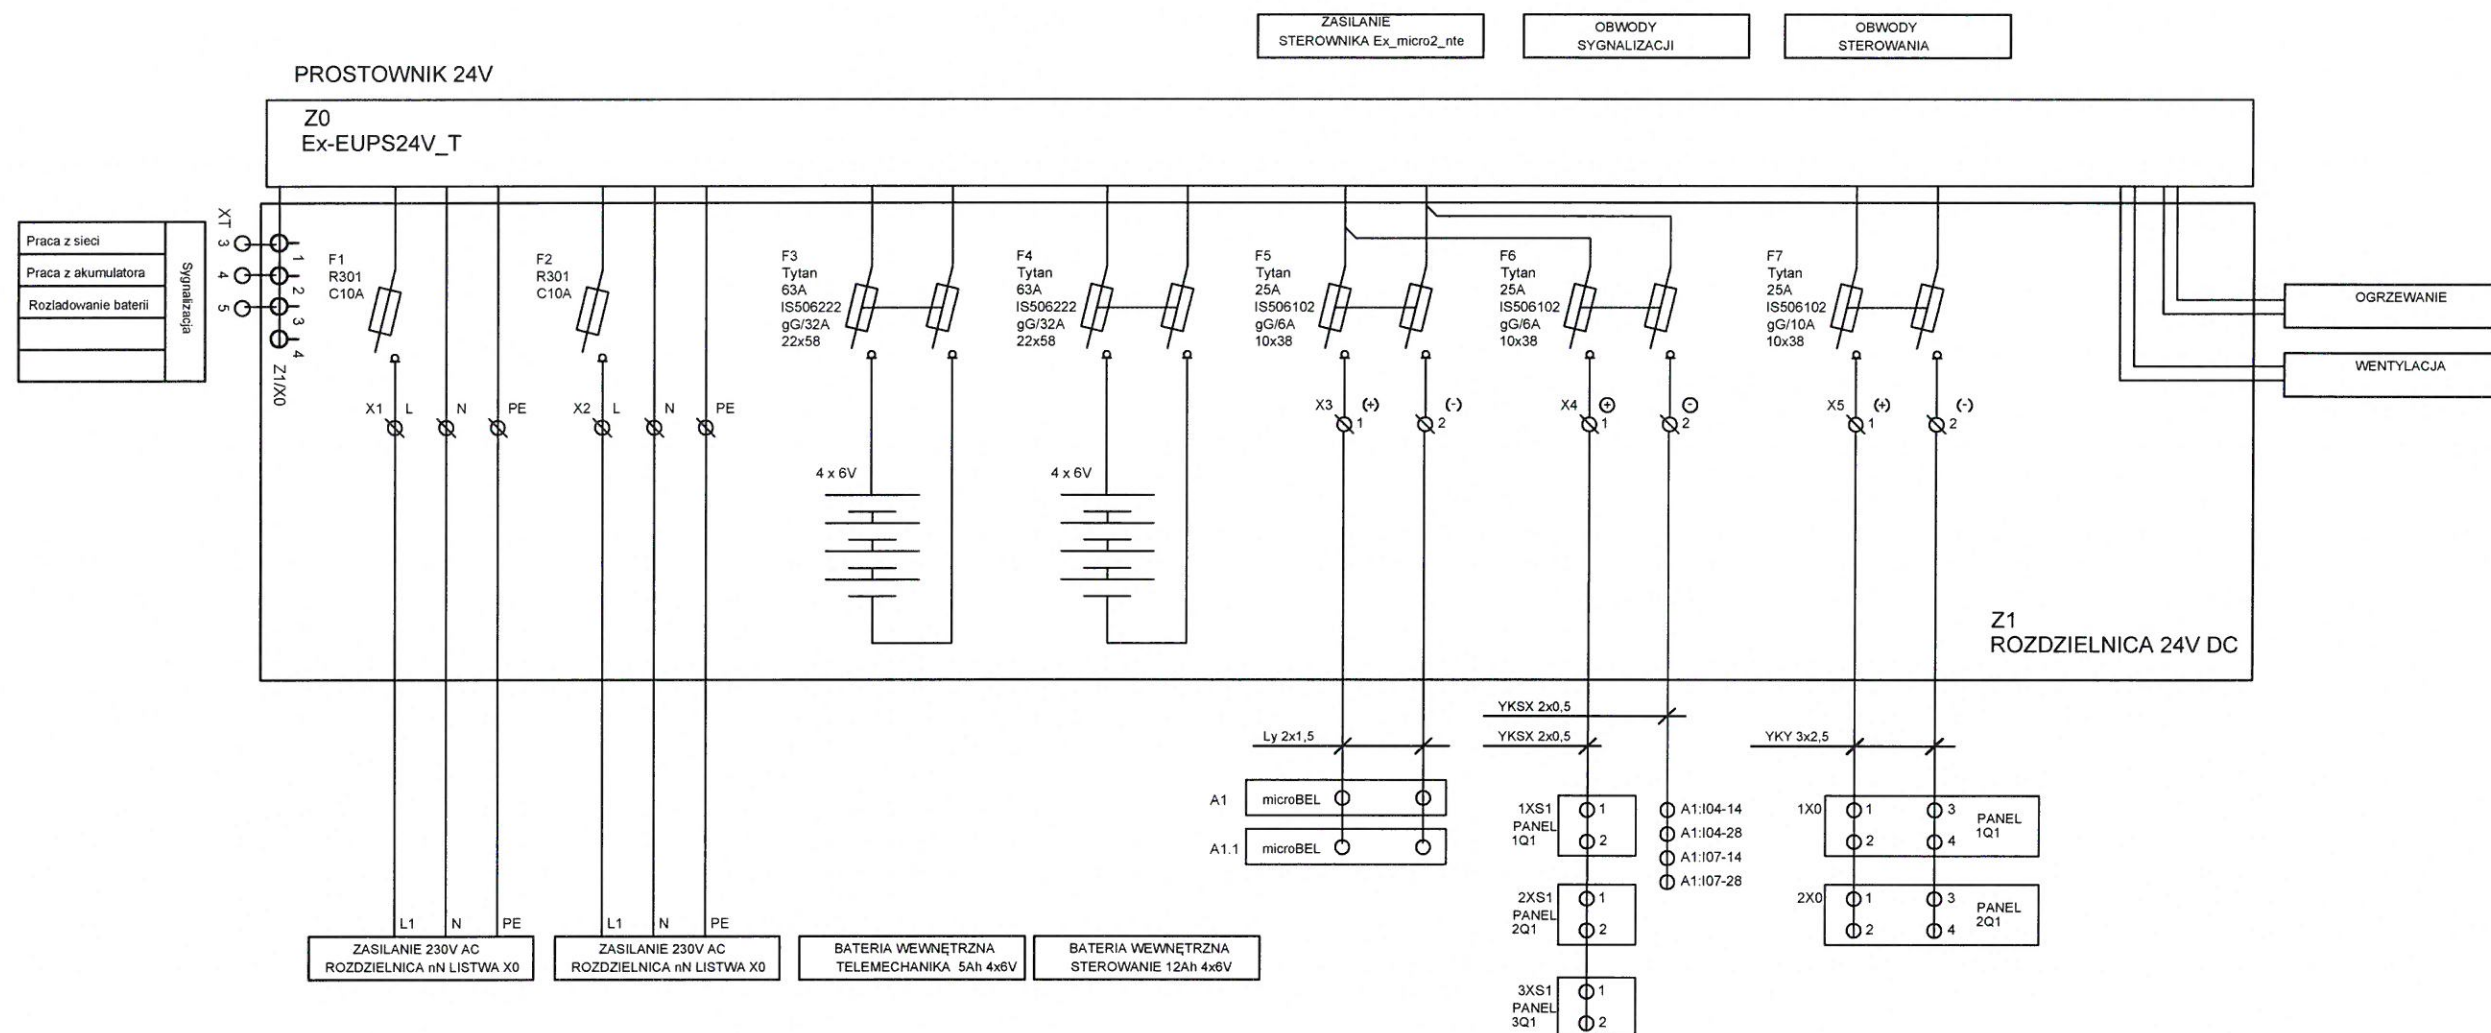 ZASILANIE
STEROWNIKA Ex_micro2_nte
OBWODY
SYGNALIZACJI
OBWODY
STEROWANIA
PROSTOWNIK 24V
Z0
Ex-EUPS24V_T
Praca z sieci
Praca z akumulatora
Rozladowanie baterii
Sygnalizacja
XT
3
4
5
1
2
3
4
Z1/X0
F1
R301
C10A
F2
R301
C10A
F3
Tytan
63A
IS506222
gG/32A
22x58
F4
Tytan
63A
IS506222
gG/32A
22x58
F5
Tytan
25A
IS506102
gG/6A
10x38
F6
Tytan
25A
IS506102
gG/6A
10x38
F7
Tytan
25A
IS506102
gG/10A
10x38
OGRZEWANIE
WENTYLACJA
X1 L N PE
X2 L N PE
X3 (+) (-)
1 2
X4 + -
1 2
X5 (+) (-)
1 2
4 x 6V
4 x 6V
Z1
ROZDZIELNICA 24V DC
Ly 2x1,5
YKSX 2x0,5
YKSX 2x0,5
YKY 3x2,5
A1 microBEL
A1.1 microBEL
1XS1
PANEL
1Q1
1
2
2XS1
PANEL
2Q1
1
2
3XS1
PANEL
3Q1
1
2
A1:I04-14
A1:I04-28
A1:I07-14
A1:I07-28
1X0 1 3
2 4
PANEL
1Q1
2X0 1 3
2 4
PANEL
2Q1
L1 N PE
L1 N PE
ZASILANIE 230V AC
ROZDZIELNICA nN LISTWA X0
ZASILANIE 230V AC
ROZDZIELNICA nN LISTWA X0
BATERIA WEWNĘTRZNA
TELEMECHANIKA 5Ah 4x6V
BATERIA WEWNĘTRZNA
STEROWANIE 12Ah 4x6V